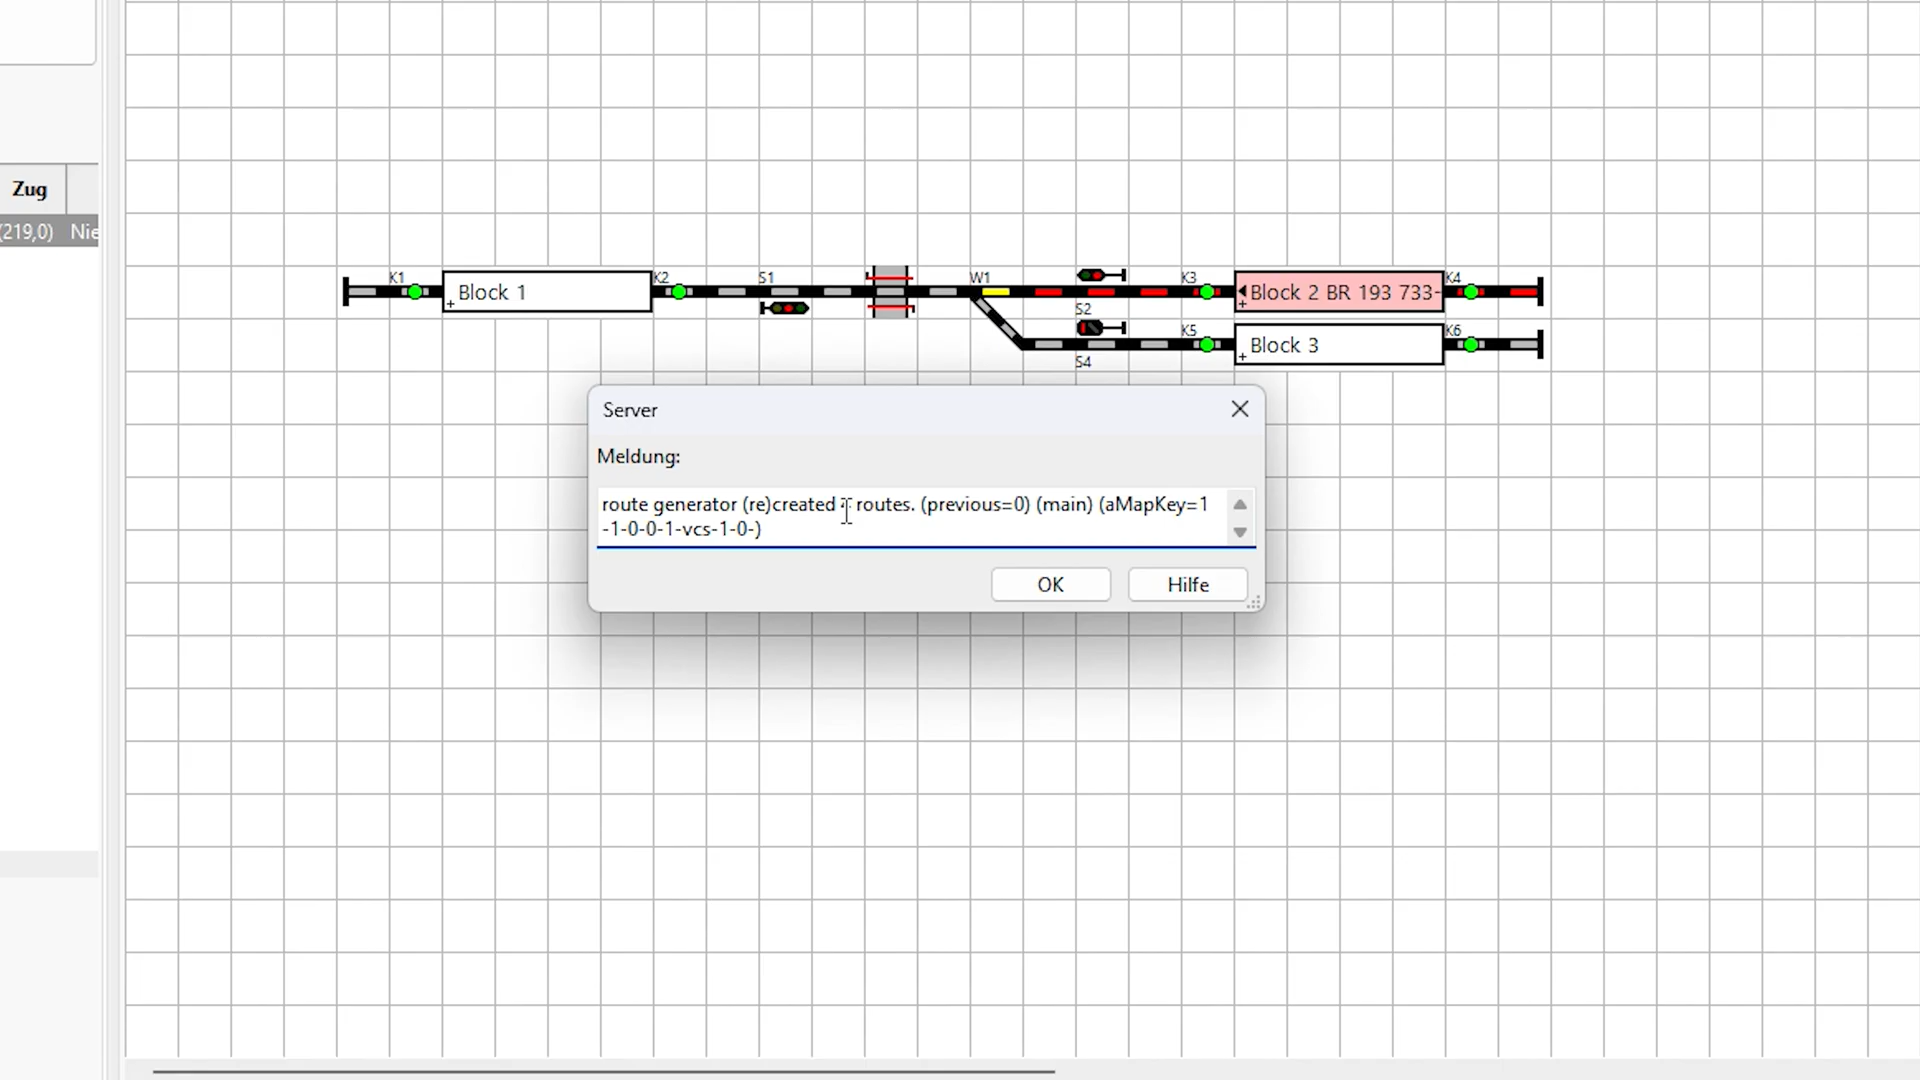 Zug
(219,0) Nie
K1
Block 1
K2
S1
W1
S2
K3
Block 2 BR 193 733-
K4
S4
K5
Block 3
K6
Server
Meldung:
route generator (re)created routes. (previous=0) (main) (aMapKey=1
-1-0-0-1-vcs-1-0-)
OK
Hilfe